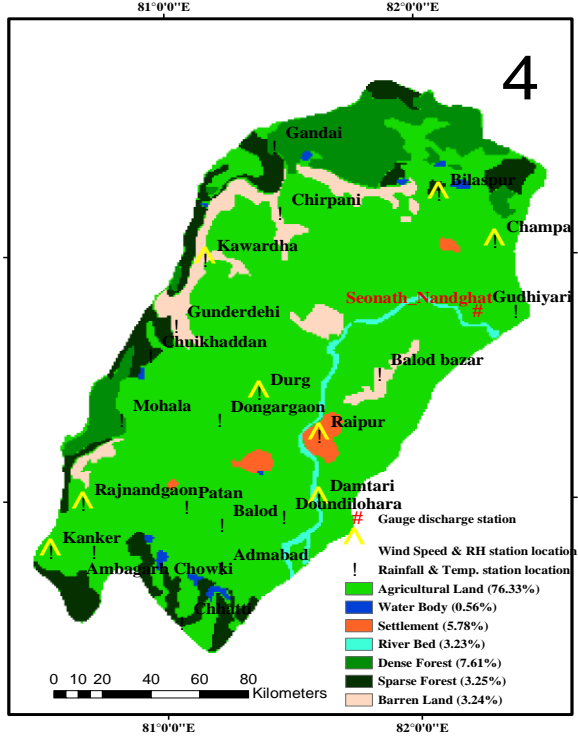 81°0'0"E 82°0'0"E
4
Gandai
Bilaspur
Chirpani
Champa
Kawardha
Seonath_Nandghat
Gudhiyari
#
Gunderdehi
Chuikhaddan
Balod bazar
Durg
Mohala
Dongargaon
Raipur
Rajnandgaon
Patan
Damtari
Balod
Doundilohara
# Gauge discharge station
Kanker
Wind Speed & RH station location
Ambagarh Chowki
Admabad
! Rainfall & Temp. station location
Agricultural Land (76.33%)
Chhatti
Water Body (0.56%)
Settlement (5.78%)
River Bed (3.23%)
Dense Forest (7.61%)
Sparse Forest (3.25%)
Barren Land (3.24%)
0 10 20 40 60 80
Kilometers
81°0'0"E 82°0'0"E